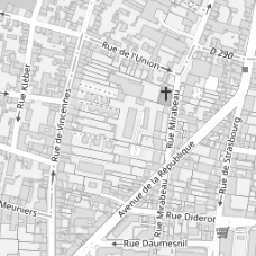 D 290
Rue de l'Union
Rue Kléber
Rue de Vincennes
Rue Mirabeau
Rue de Strasbourg
Avenue de la République
Meuniers
Rue Mirabeau
Rue Diderot
Rue Daumesnil